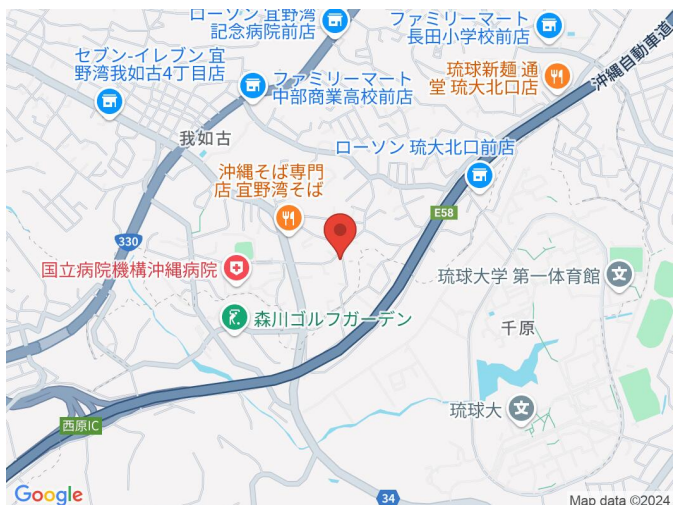 ローソン 宜野湾
記念病院前店
ファミリーマート
長田小学校前店
セブン-イレブン 宜
野湾我如古4丁目店
琉球新麺 通
堂 琉大北口店
沖縄自動車道
ファミリーマート
中部商業高校前店
我如古
ローソン 琉大北口前店
沖縄そば専門
店 宜野湾そば
E58
330
国立病院機構沖縄病院
琉球大学 第一体育館
森川ゴルフガーデン
千原
琉球大
西原IC
34
Google
Map data ©2024